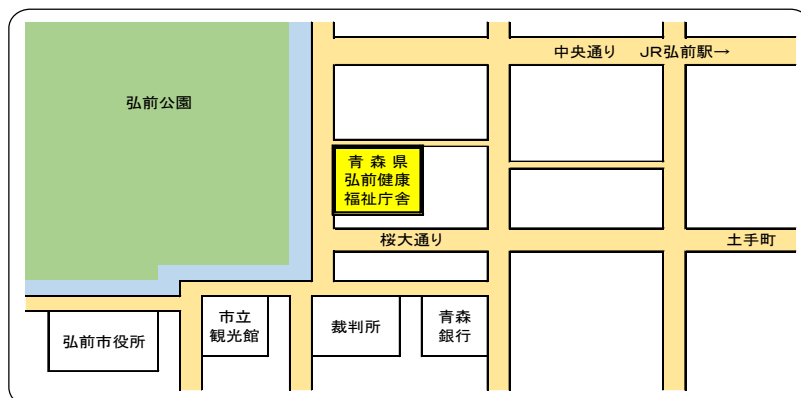 中央通り　ＪＲ弘前駅→
弘前公園
青 森 県
弘前健康
福祉庁舎
桜大通り
土手町
市立
観光館
裁判所
青森
銀行
弘前市役所